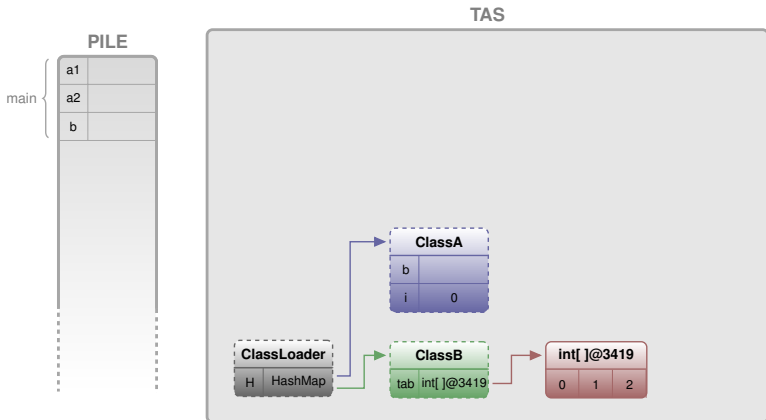 TAS
PILE
main
a1
a2
b
ClassA
b
i 0
ClassLoader
H HashMap
ClassB
tab int[ ]@3419
int[ ]@3419
0 1 2